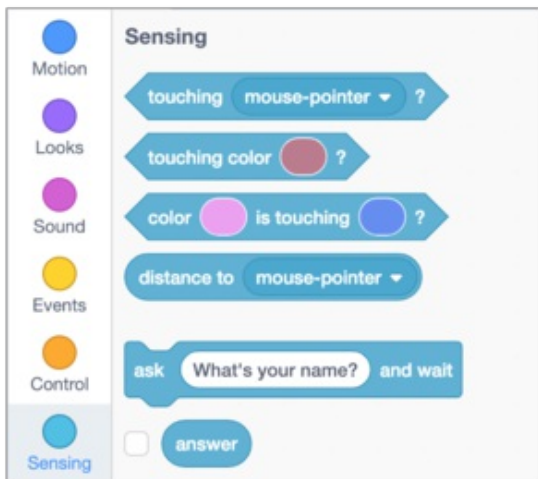 Motion
Looks
Sound
Events
Control
Sensing
Sensing
touching mouse-pointer ?
touching color ?
color is touching ?
distance to mouse-pointer
ask What's your name? and wait
answer